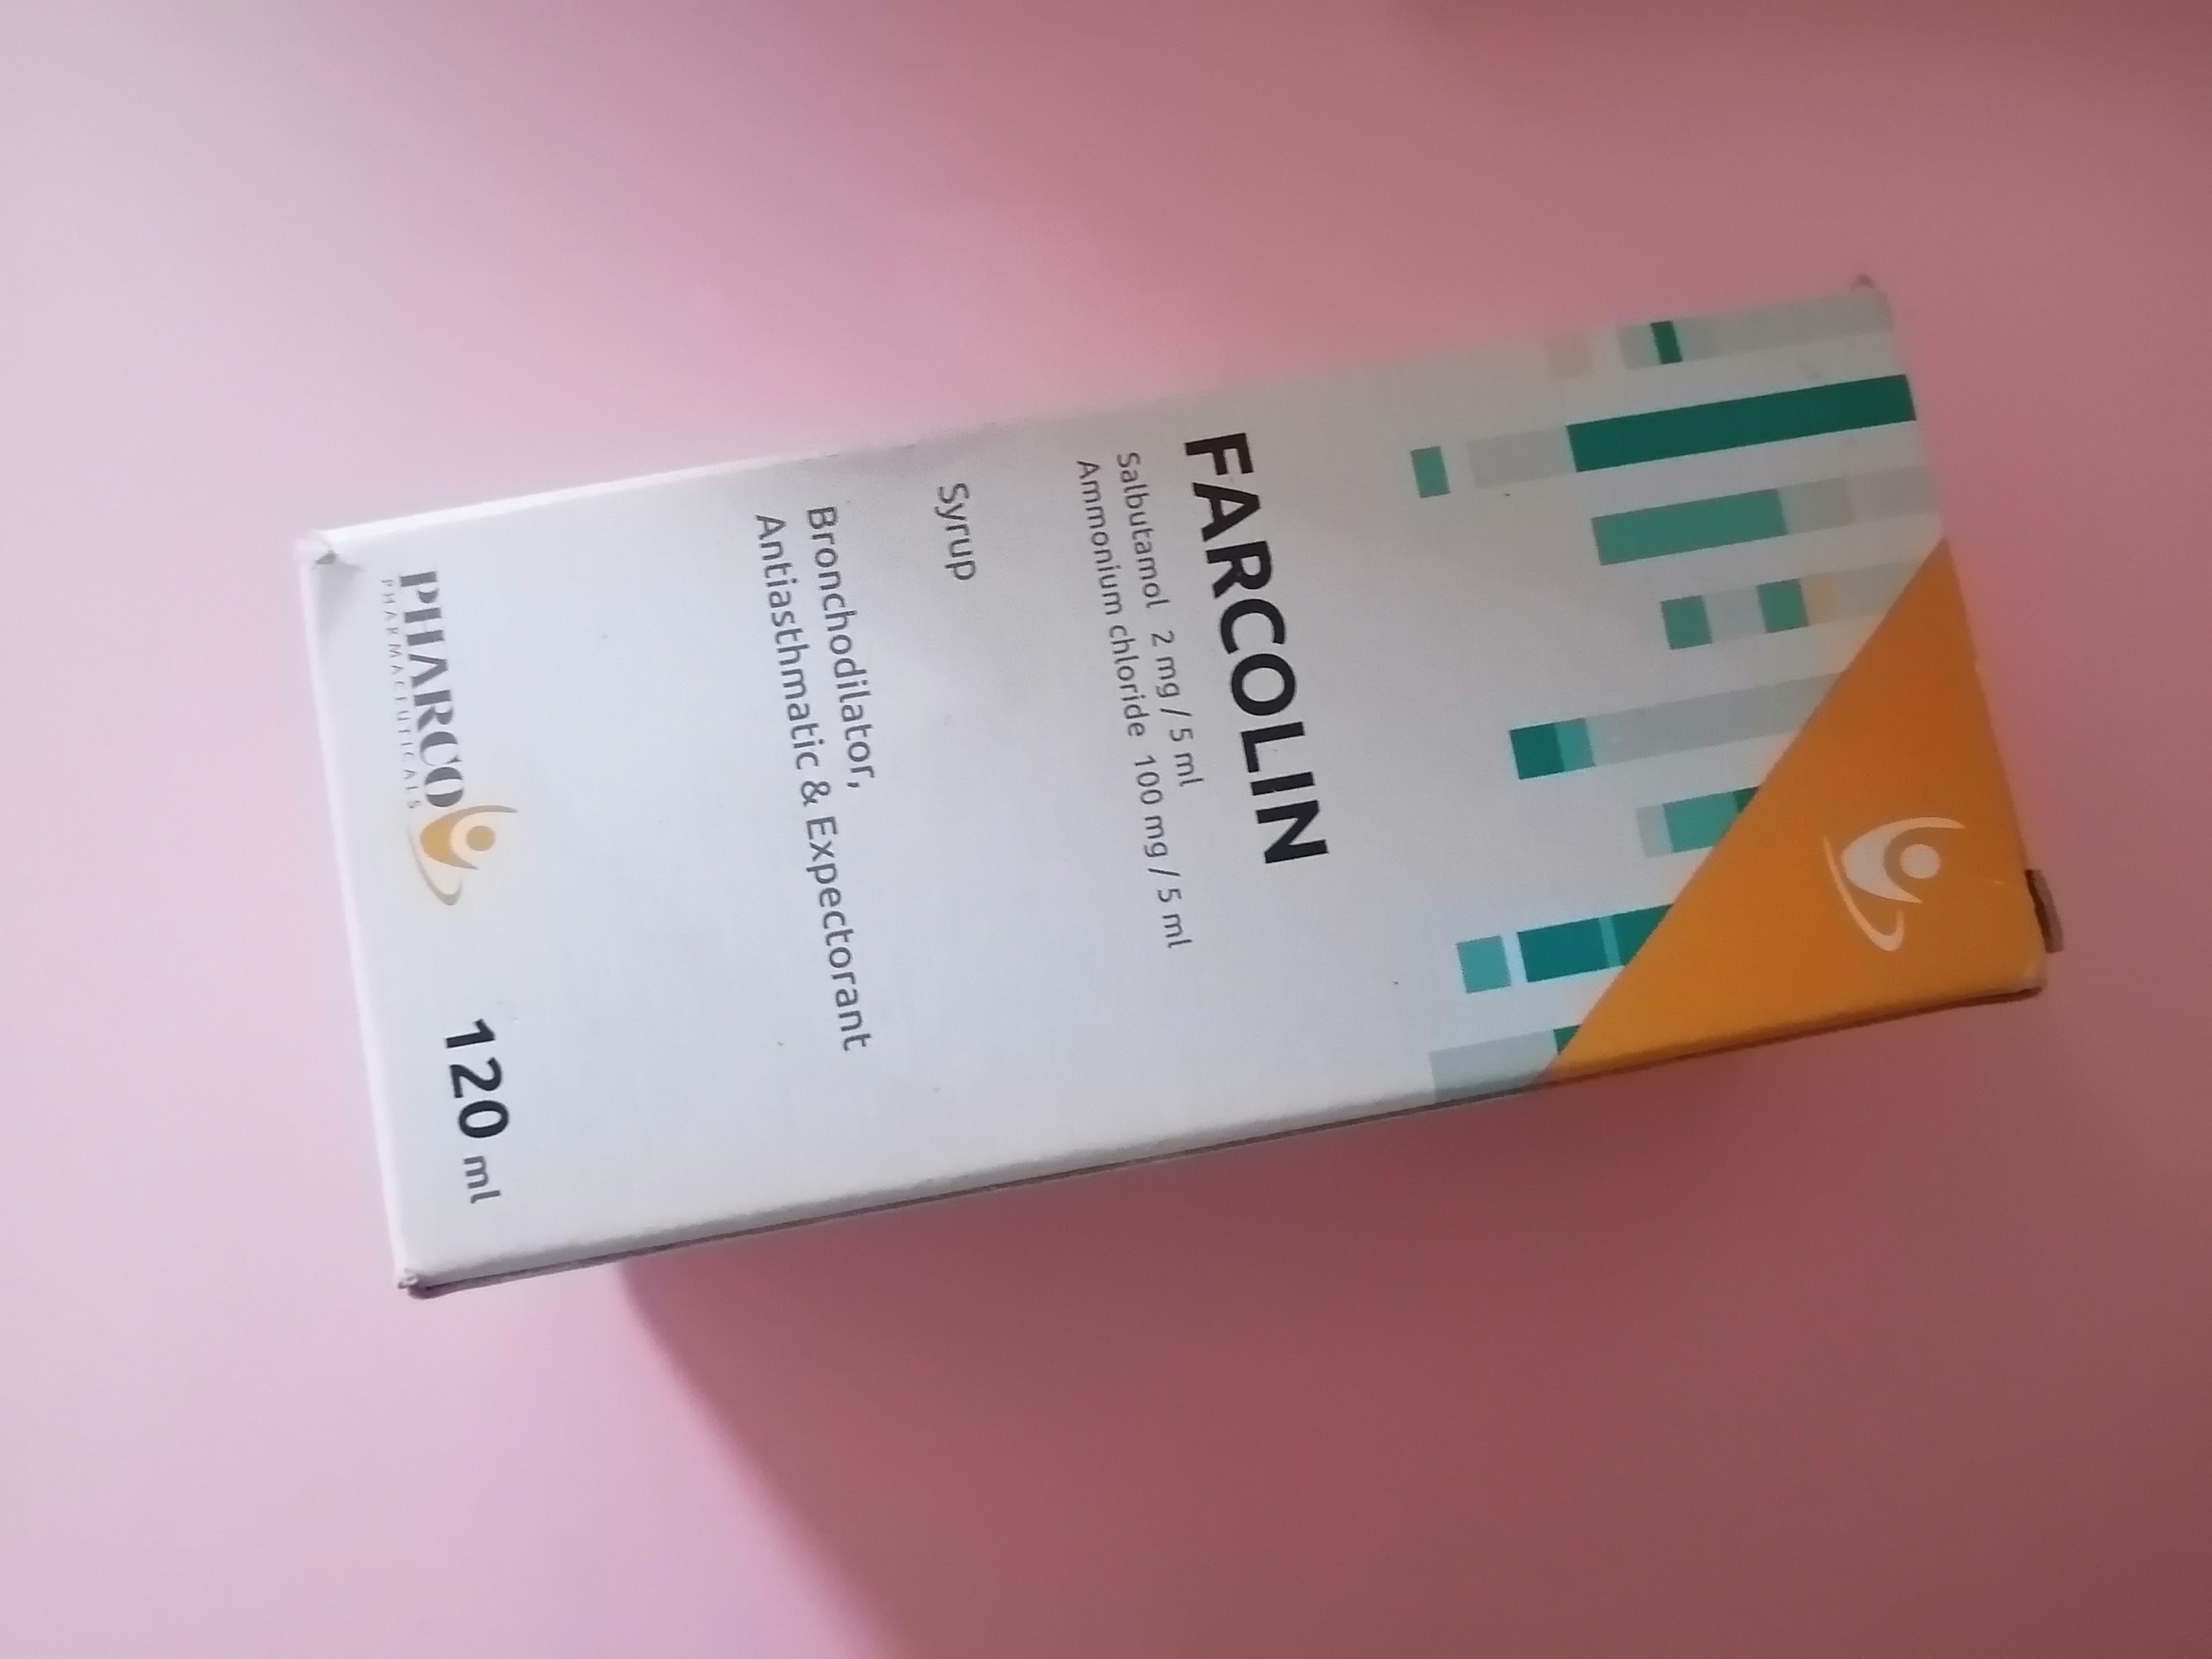 FARCOLIN
Salbutamol 2 mg / 5 ml
Ammonium chloride 100 mg / 5 ml
Syrup
Bronchodilator,
Antiasthmatic & Expectorant
PHARCO
PHARMACEUTICALS
120 ml